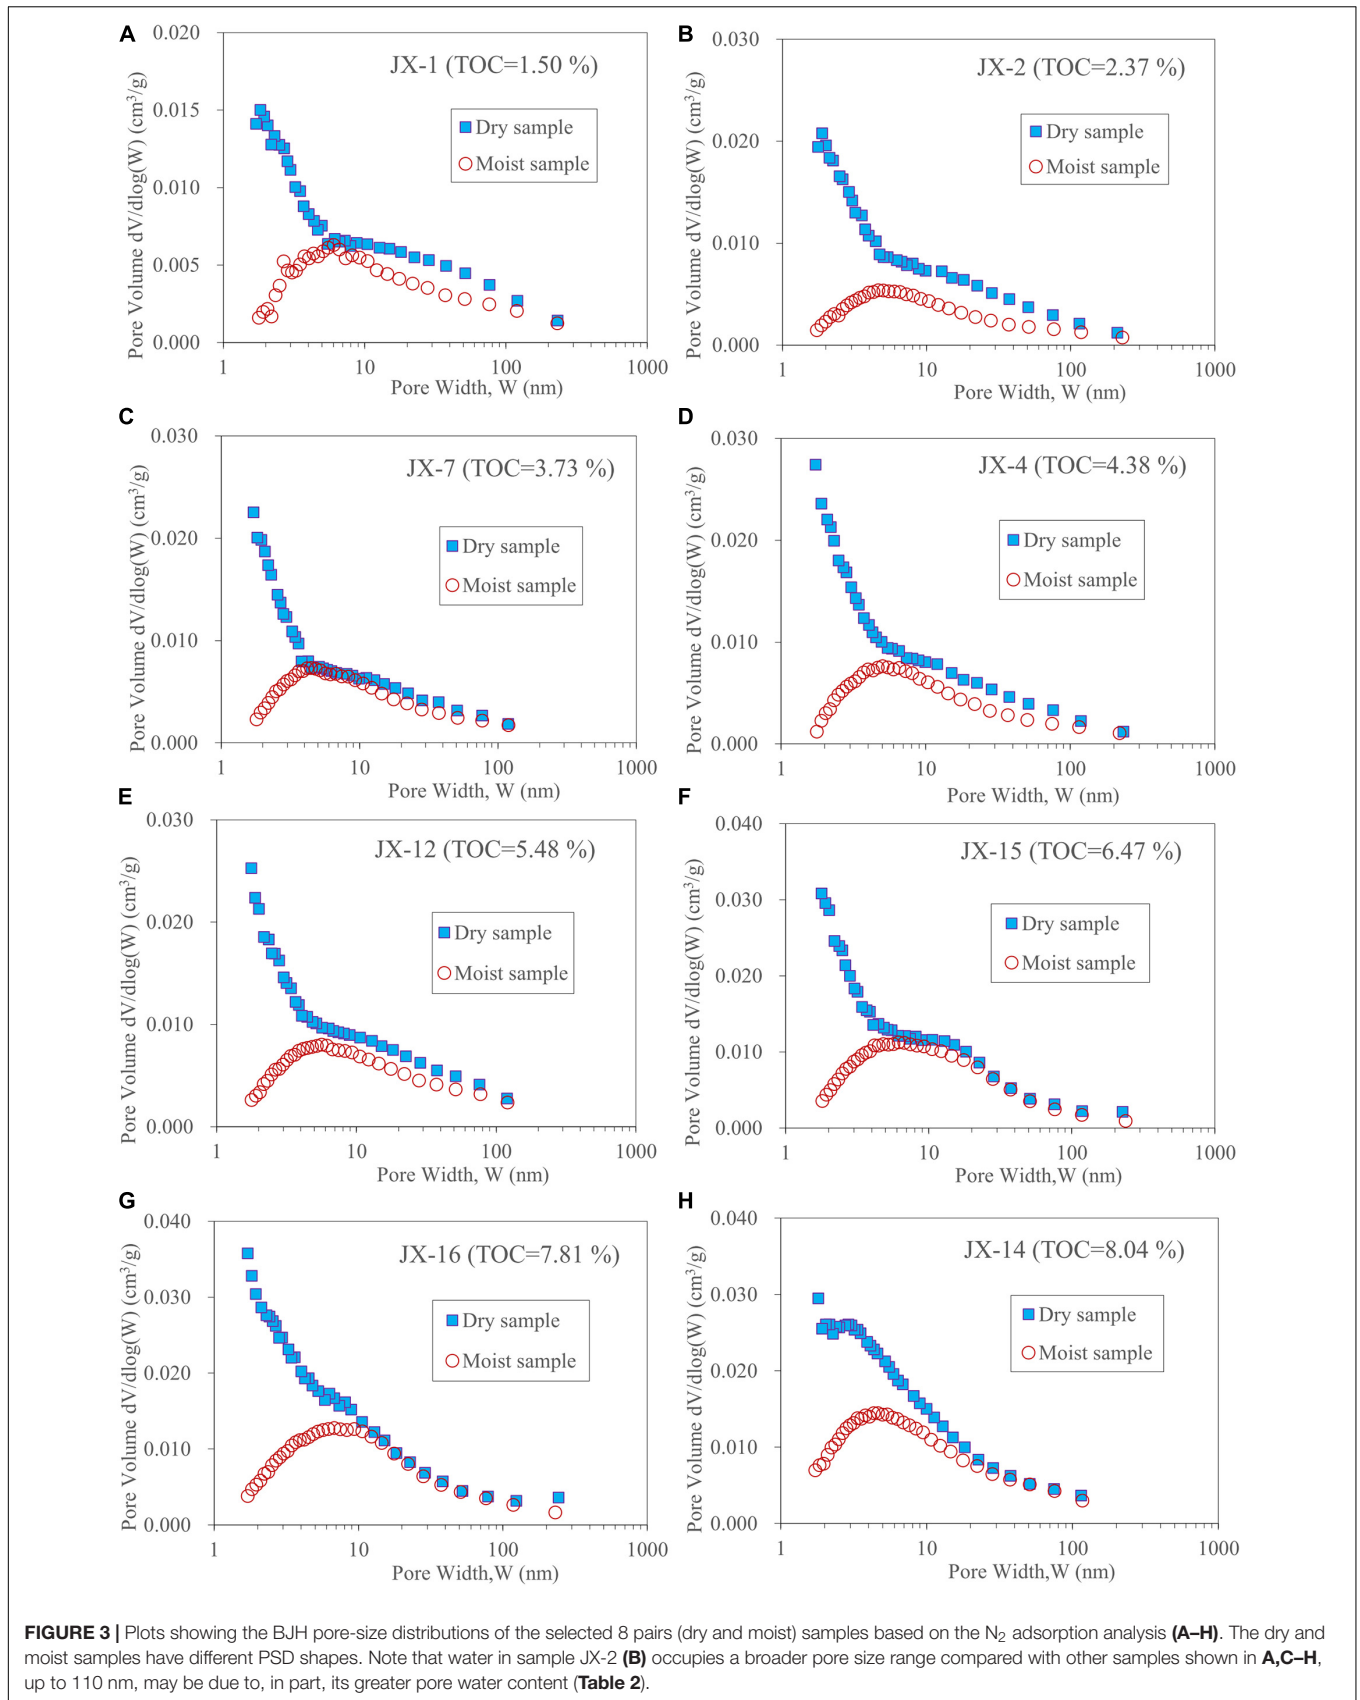 A
0.020
0.015
0.010
0.005
0.000
Pore Volume dV/dlog(W) (cm³/g)
JX-1 (TOC=1.50 %)
Dry sample
Moist sample
1 10 100 1000
Pore Width, W (nm)
B
0.030
0.020
0.010
0.000
Pore Volume dV/dlog(W) (cm³/g)
JX-2 (TOC=2.37 %)
Dry sample
Moist sample
1 10 100 1000
Pore Width, W (nm)
C
0.030
0.020
0.010
0.000
Pore Volume dV/dlog(W) (cm³/g)
JX-7 (TOC=3.73 %)
Dry sample
Moist sample
1 10 100 1000
Pore Width, W (nm)
D
0.030
0.020
0.010
0.000
Pore Volume dV/dlog(W) (cm³/g)
JX-4 (TOC=4.38 %)
Dry sample
Moist sample
1 10 100 1000
Pore Width, W (nm)
E
0.030
0.020
0.010
0.000
Pore Volume dV/dlog(W) (cm³/g)
JX-12 (TOC=5.48 %)
Dry sample
Moist sample
1 10 100 1000
Pore Width, W (nm)
F
0.040
0.030
0.020
0.010
0.000
Pore Volume dV/dlog(W) (cm³/g)
JX-15 (TOC=6.47 %)
Dry sample
Moist sample
1 10 100 1000
Pore Width,W (nm)
G
0.040
0.030
0.020
0.010
0.000
Pore Volume dV/dlog(W) (cm³/g)
JX-16 (TOC=7.81 %)
Dry sample
Moist sample
1 10 100 1000
Pore Width,W (nm)
H
0.040
0.030
0.020
0.010
0.000
Pore Volume dV/dlog(W) (cm³/g)
JX-14 (TOC=8.04 %)
Dry sample
Moist sample
1 10 100 1000
Pore Width,W (nm)
FIGURE 3 | Plots showing the BJH pore-size distributions of the selected 8 pairs (dry and moist) samples based on the N₂ adsorption analysis (A–H). The dry and
moist samples have different PSD shapes. Note that water in sample JX-2 (B) occupies a broader pore size range compared with other samples shown in A,C–H,
up to 110 nm, may be due to, in part, its greater pore water content (Table 2).